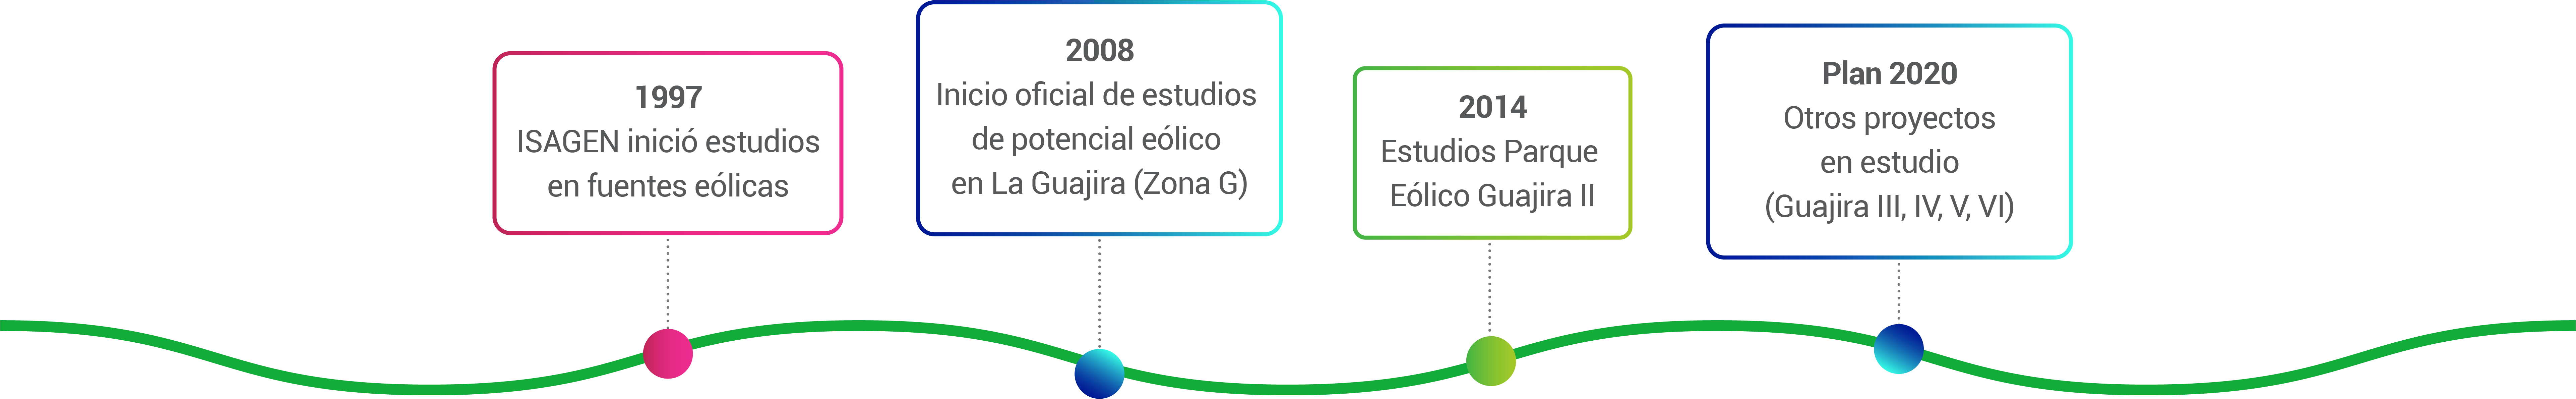 1997
ISAGEN inició estudios
en fuentes eólicas
2008
Inicio oficial de estudios
de potencial eólico
en La Guajira (Zona G)
2014
Estudios Parque
Eólico Guajira II
Plan 2020
Otros proyectos
en estudio
(Guajira III, IV, V, VI)